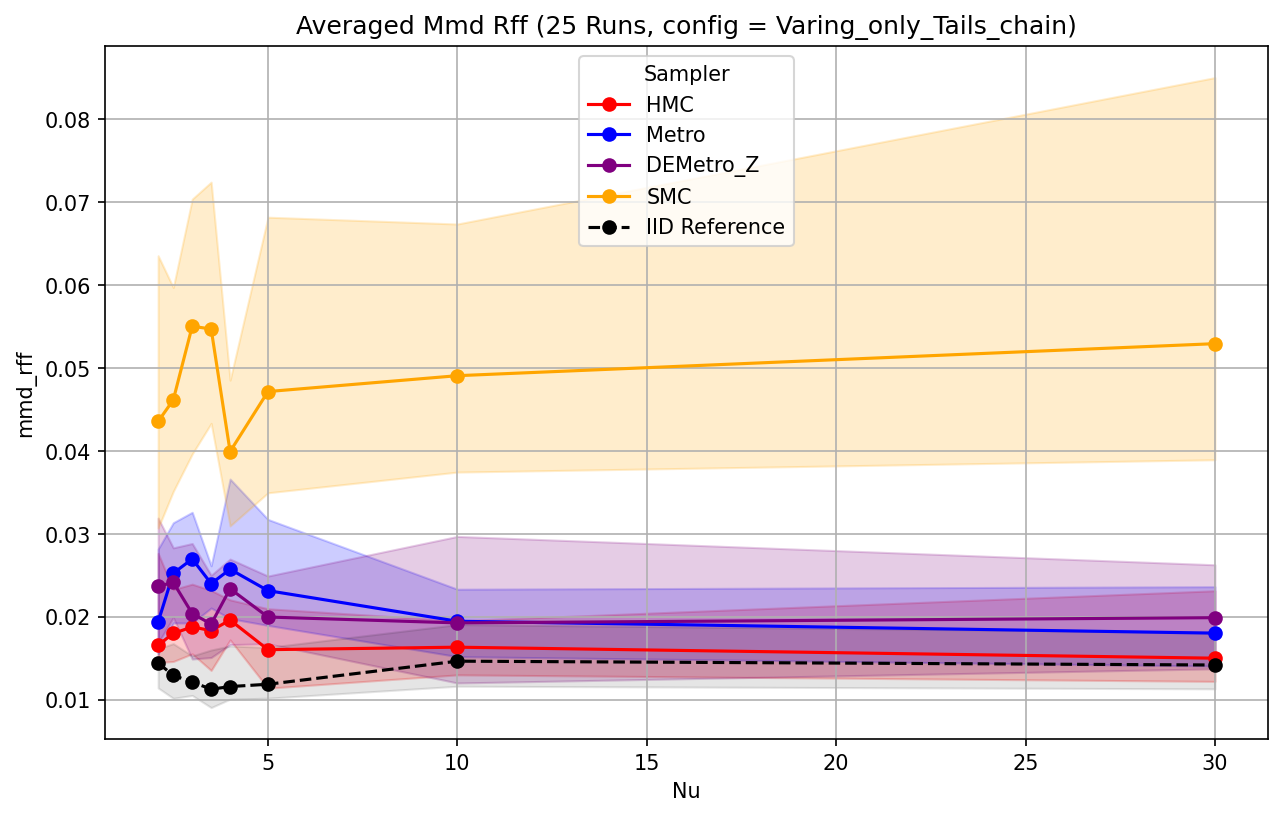 Averaged Mmd Rff (25 Runs, config = Varing_only_Tails_chain)
Sampler
HMC
Metro
DEMetro_Z
SMC
IID Reference
mmd_rff
0.08
0.07
0.06
0.05
0.04
0.03
0.02
0.01
5 10 15 20 25 30
Nu